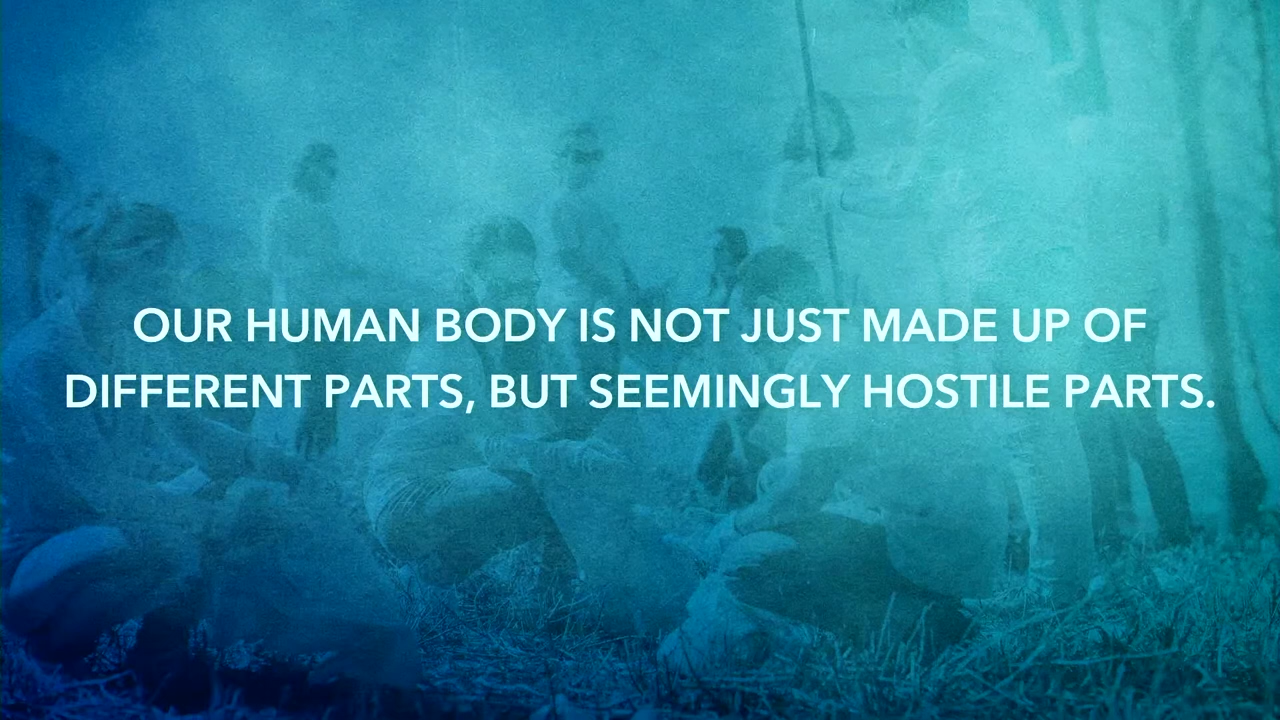 OUR HUMAN BODY IS NOT JUST MADE UP OF
DIFFERENT PARTS, BUT SEEMINGLY HOSTILE PARTS.